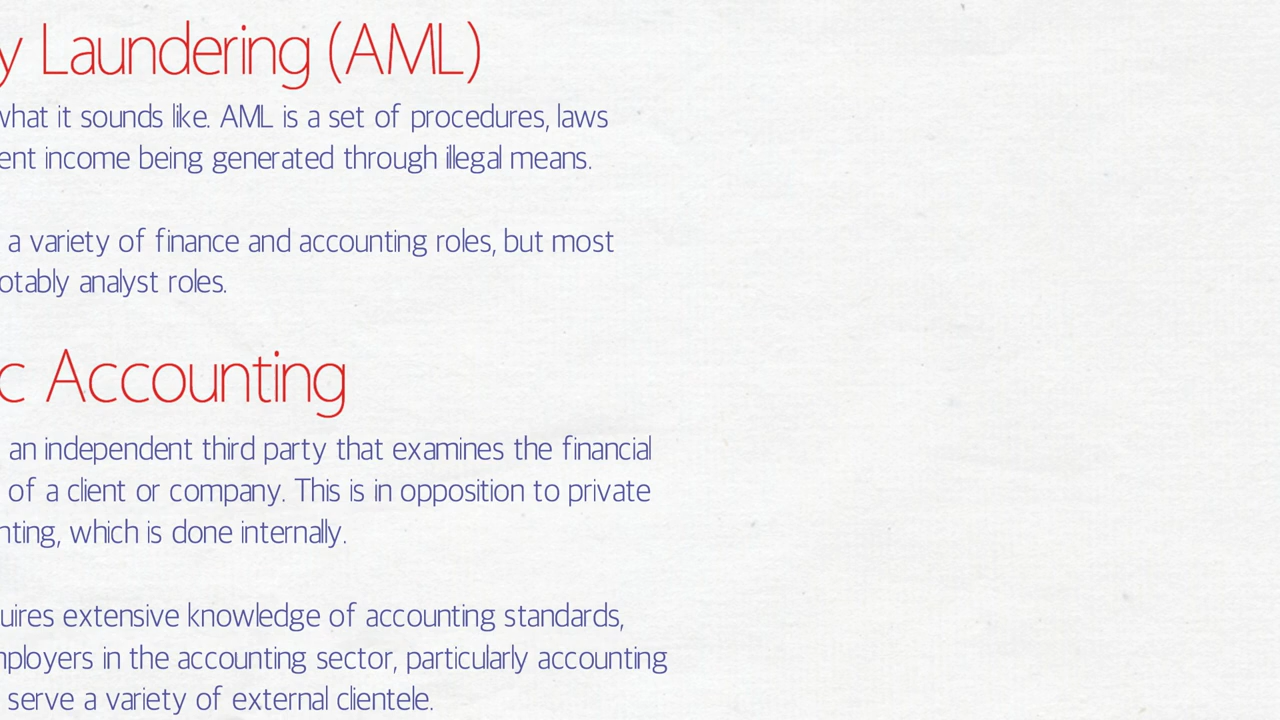 y Laundering (AML)
what it sounds like. AML is a set of procedures, laws
ent income being generated through illegal means.
a variety of finance and accounting roles, but most
otably analyst roles.
c Accounting
an independent third party that examines the financial
of a client or company. This is in opposition to private
nting, which is done internally.
uires extensive knowledge of accounting standards,
mployers in the accounting sector, particularly accounting
serve a variety of external clientele.